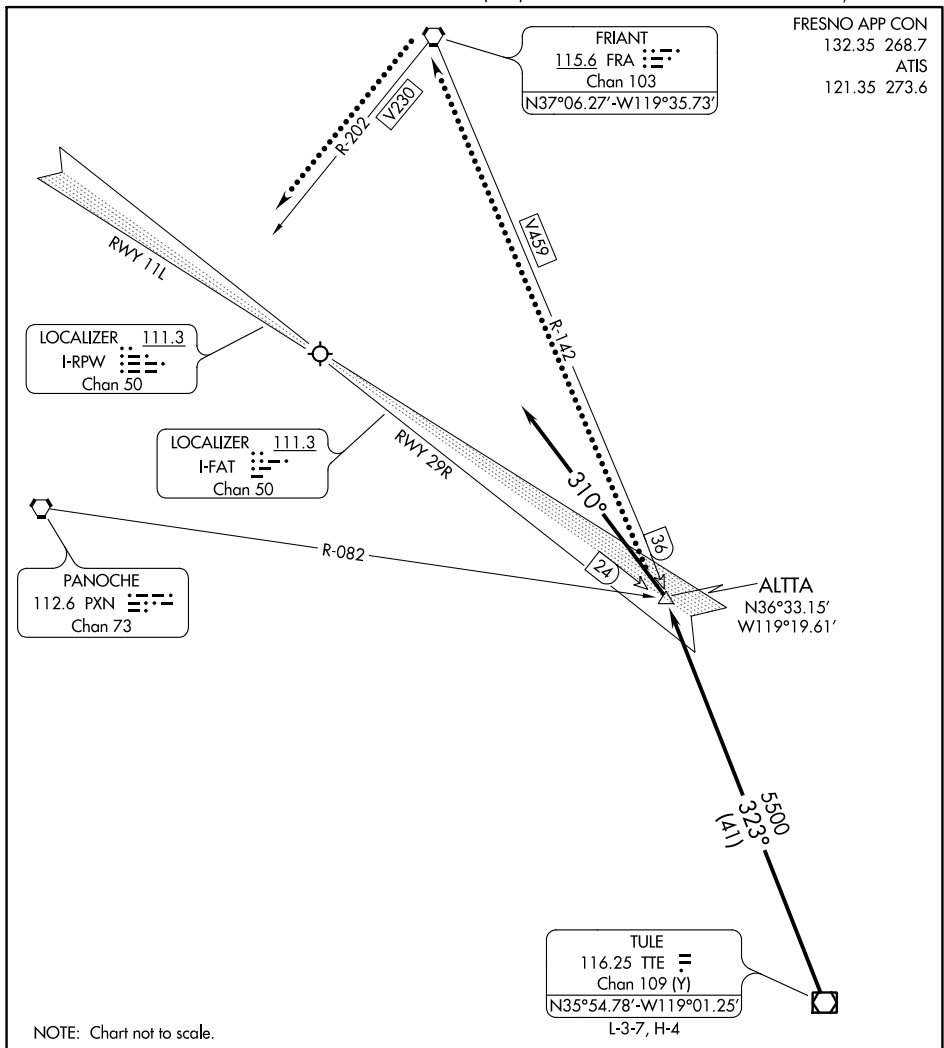 FRESNO APP CON
132.35 268.7
ATIS
121.35 273.6
FRIANT
115.6 FRA
Chan 103
N37°06.27'-W119°35.73'
R-202
V230
V459
R-142
RWY 11L
LOCALIZER 111.3
I-RPW
Chan 50
LOCALIZER 111.3
I-FAT
Chan 50
RWY 29R
310°
36
24
R-082
PANOCHE
112.6 PXN
Chan 73
ALTTA
N36°33.15'
W119°19.61'
5500
323°
(41)
TULE
116.25 TTE
Chan 109 (Y)
N35°54.78'-W119°01.25'
L-3-7, H-4
NOTE: Chart not to scale.